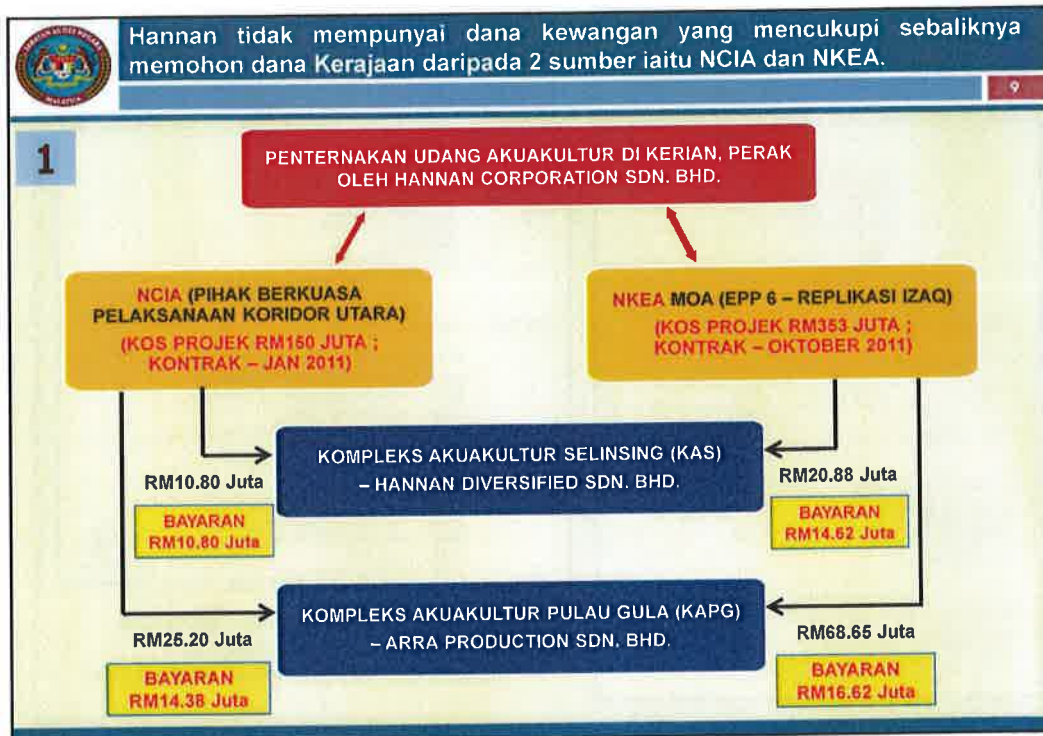 Hannan tidak mempunyai dana kewangan yang mencukupi sebaliknya
memohon dana Kerajaan daripada 2 sumber iaitu NCIA dan NKEA.
9
1
PENTERNAKAN UDANG AKUAKULTUR DI KERIAN, PERAK
OLEH HANNAN CORPORATION SDN. BHD.
NCIA (PIHAK BERKUASA
PELAKSANAAN KORIDOR UTARA)
(KOS PROJEK RM150 JUTA ;
KONTRAK – JAN 2011)
NKEA MOA (EPP 6 – REPLIKASI IZAQ)
(KOS PROJEK RM353 JUTA ;
KONTRAK – OKTOBER 2011)
KOMPLEKS AKUAKULTUR SELINSING (KAS)
– HANNAN DIVERSIFIED SDN. BHD.
RM10.80 Juta
BAYARAN
RM10.80 Juta
RM20.88 Juta
BAYARAN
RM14.62 Juta
KOMPLEKS AKUAKULTUR PULAU GULA (KAPG)
– ARRA PRODUCTION SDN. BHD.
RM25.20 Juta
BAYARAN
RM14.38 Juta
RM68.65 Juta
BAYARAN
RM16.62 Juta